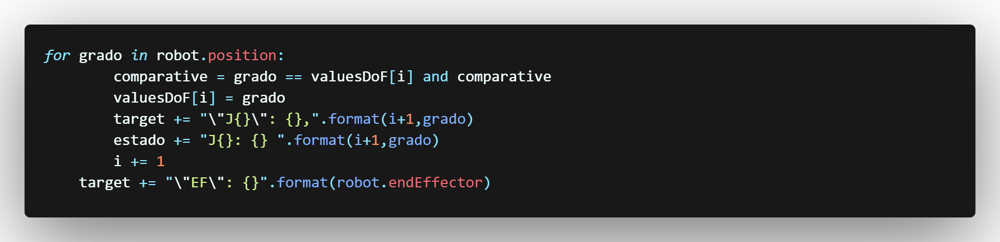 for grado in robot.position:
        comparative = grado == valuesDoF[i] and comparative
        valuesDoF[i] = grado
        target += "\"J{}\": {},".format(i+1,grado)
        estado += "J{}: {} ".format(i+1,grado)
        i += 1
    target += "\"EF\": {}".format(robot.endEffector)